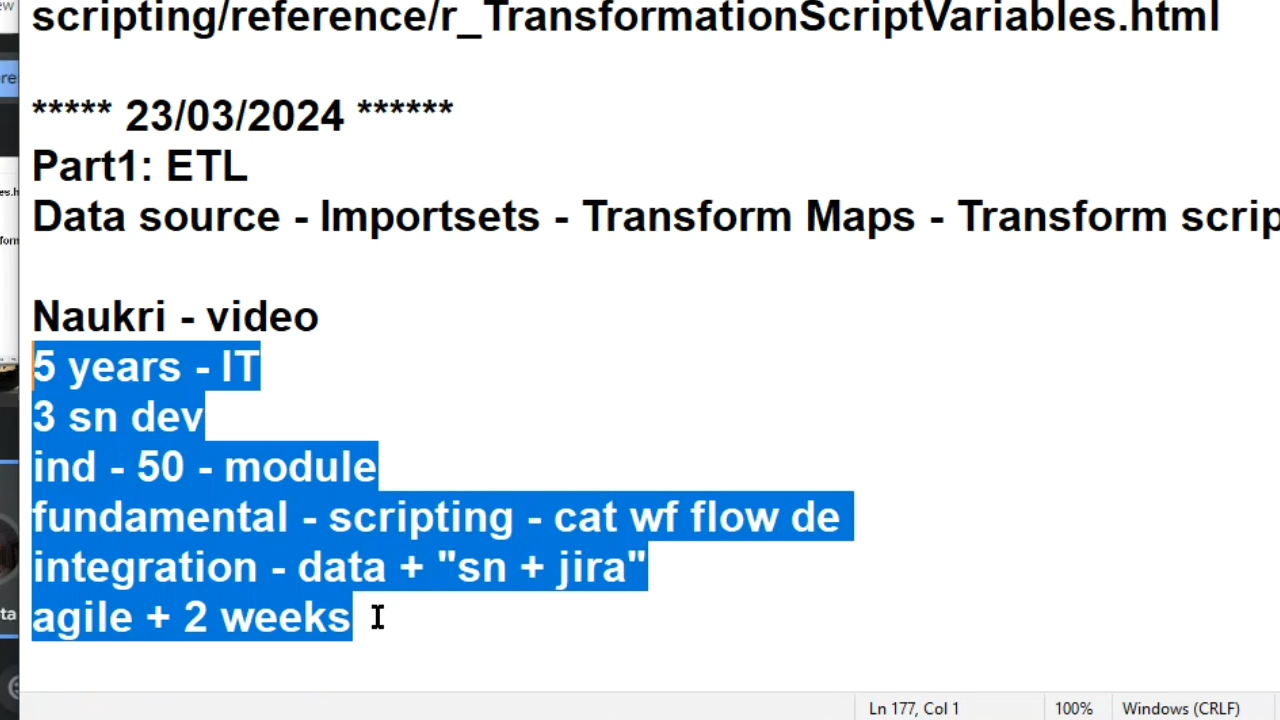 scripting/reference/r_TransformationScriptVariables.html
***** 23/03/2024 ******
Part1: ETL
Data source - Importsets - Transform Maps - Transform scrip
Naukri - video
5 years - IT
3 sn dev
ind - 50 - module
fundamental - scripting - cat wf flow de
integration - data + "sn + jira"
agile + 2 weeks
Ln 177, Col 1
100%
Windows (CRLF)